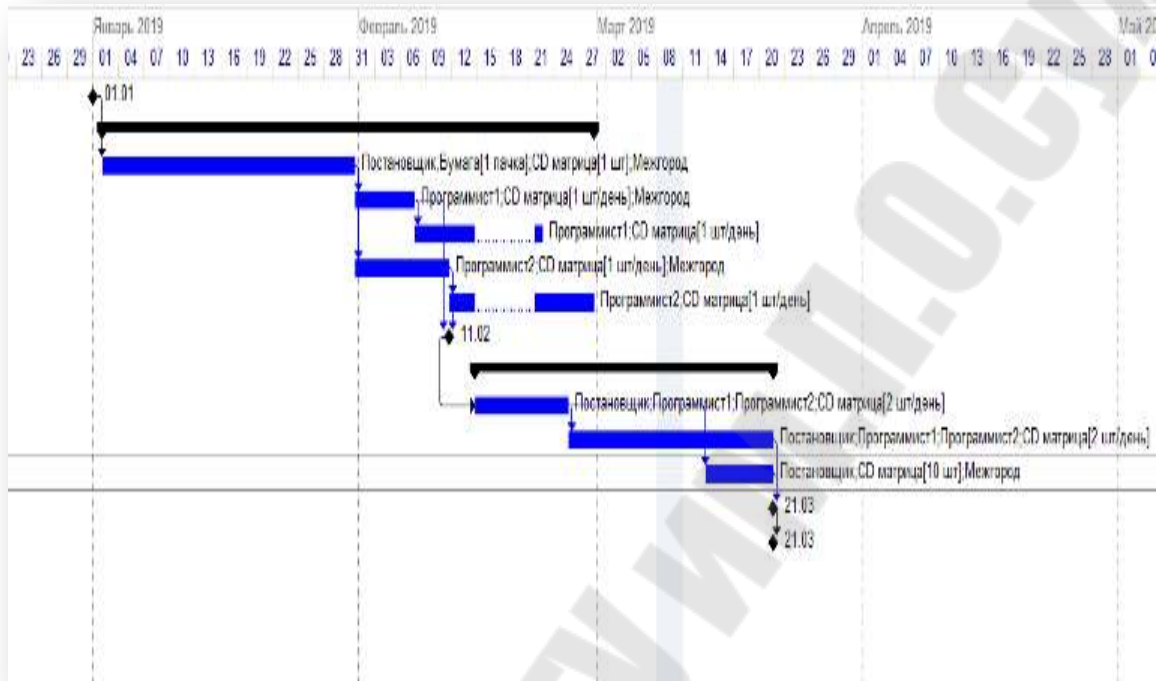 Январь 2019 Февраль 2019 Март 2019 Апрель 2019 Май 20
23 26 29 01 04 07 10 13 16 19 22 25 28 31 03 06 09 12 15 18 21 24 27 02 05 08 11 14 17 20 23 26 29 01 04 07 10 13 16 19 22 25 28 01
01.01
Постановщик;Бумага[1 пачка];CD матрица[1 шт];Межгород
Программист1;CD матрица[1 шт/день];Межгород
Программист1;CD матрица[1 шт/день]
Программист2;CD матрица[1 шт/день];Межгород
Программист2;CD матрица[1 шт/день]
11.02
Постановщик;Программист1;Программист2;CD матрица[2 шт/день]
Постановщик;Программист1;Программист2;CD матрица[2 шт/день]
Постановщик;CD матрица[10 шт];Межгород
21.03
21.03